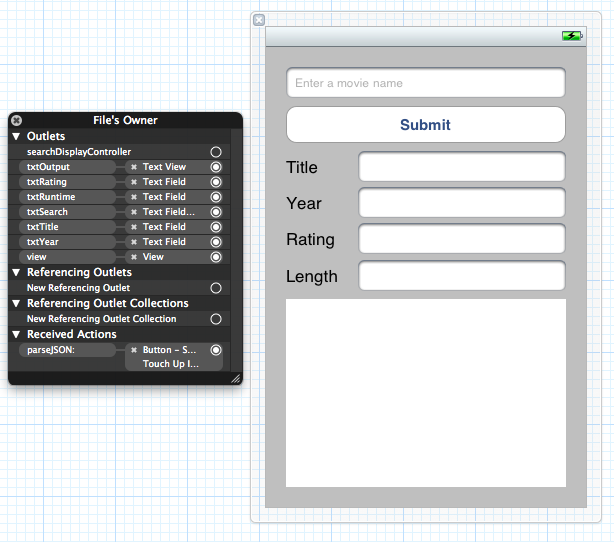 File's Owner
Outlets
searchDisplayController
txtOutput Text View
txtRating Text Field
txtRuntime Text Field
txtSearch Text Field...
txtTitle Text Field
txtYear Text Field
view View
Referencing Outlets
New Referencing Outlet
Referencing Outlet Collections
New Referencing Outlet Collection
Received Actions
parseJSON: Button – S...
Touch Up I...
Enter a movie name
Submit
Title
Year
Rating
Length